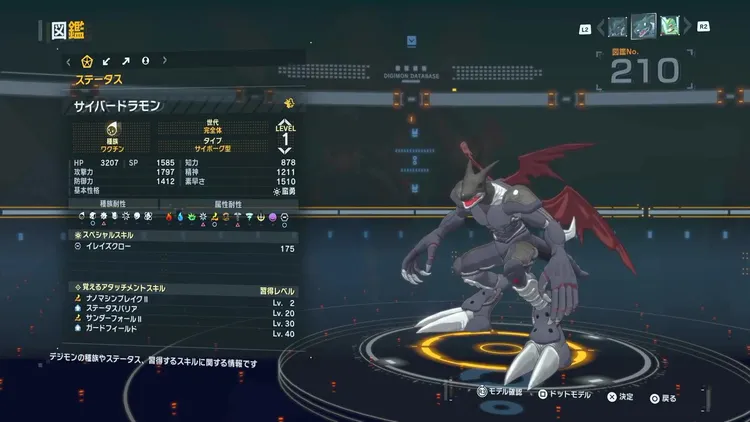 図鑑
L2
R2
図鑑No.
210
DIGIMON DATABASE
ステータス
サイバードラモン
種族
ワクチン
世代
完全体
タイプ
サイボーグ型
LEVEL
1
HP 3207 SP 1585 知力 878
攻撃力 1797 精神 1211
防御力 1412 素早さ 1510
基本性格 蛮勇
種族耐性 属性耐性
スペシャルスキル
イレイズクロー 175
覚えるアタッチメントスキル 習得レベル
ナノマシンブレイクⅡ Lv. 2
ステータスバリア Lv. 20
サンダーフォールⅡ Lv. 30
ガードフィールド Lv. 40
デジモンの種族やステータス、習得するスキルに関する情報です
モデル確認 ドットモデル 決定 戻る